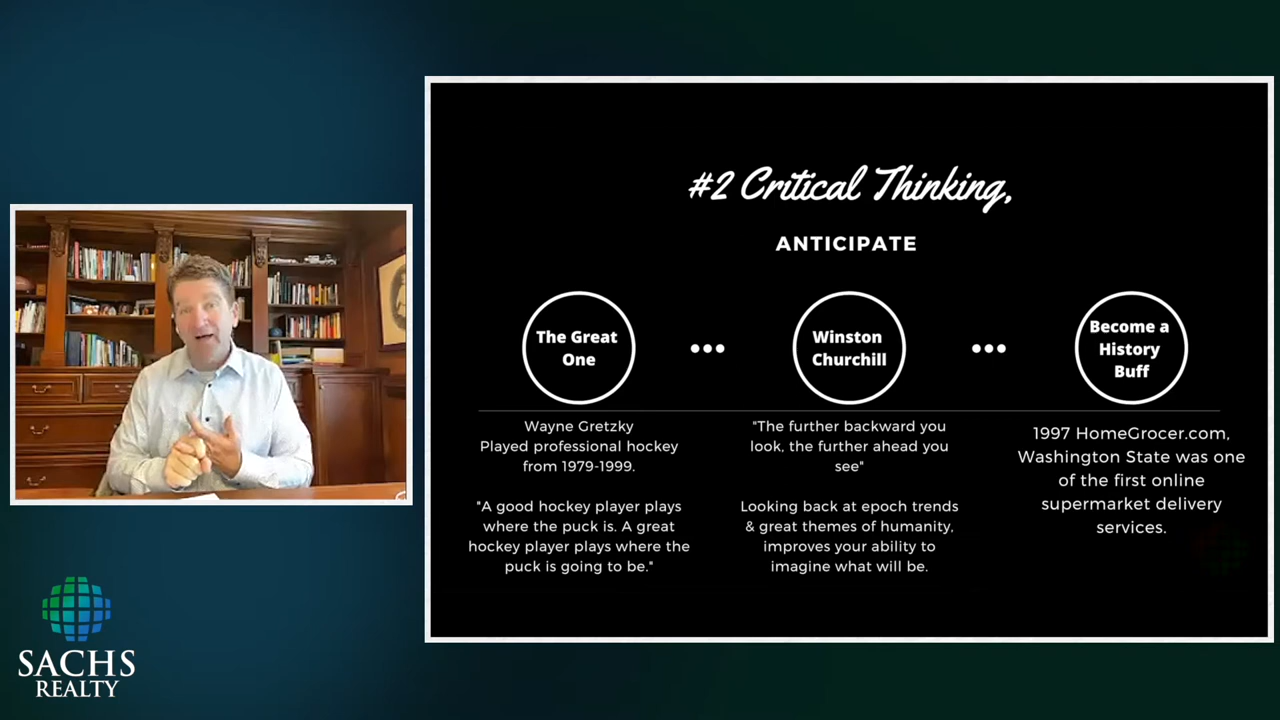 #2 Critical Thinking,
ANTICIPATE
The Great
One
Winston
Churchill
Become a
History
Buff
Wayne Gretzky
Played professional hockey
from 1979-1999.
"A good hockey player plays
where the puck is. A great
hockey player plays where the
puck is going to be."
"The further backward you
look, the further ahead you
see"
Looking back at epoch trends
& great themes of humanity,
improves your ability to
imagine what will be.
1997 HomeGrocer.com,
Washington State was one
of the first online
supermarket delivery
services.
SACHS
REALTY